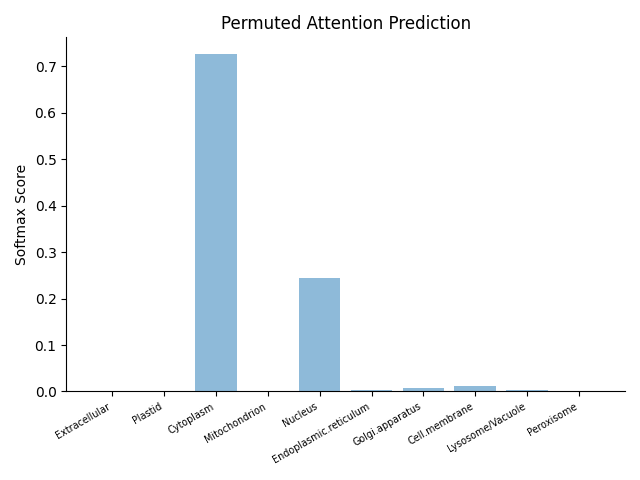 Permuted Attention Prediction
Softmax Score
0.7
0.6
0.5
0.4
0.3
0.2
0.1
0.0
Extracellular
Plastid
Cytoplasm
Mitochondrion
Nucleus
Endoplasmic.reticulum
Golgi.apparatus
Cell.membrane
Lysosome/Vacuole
Peroxisome